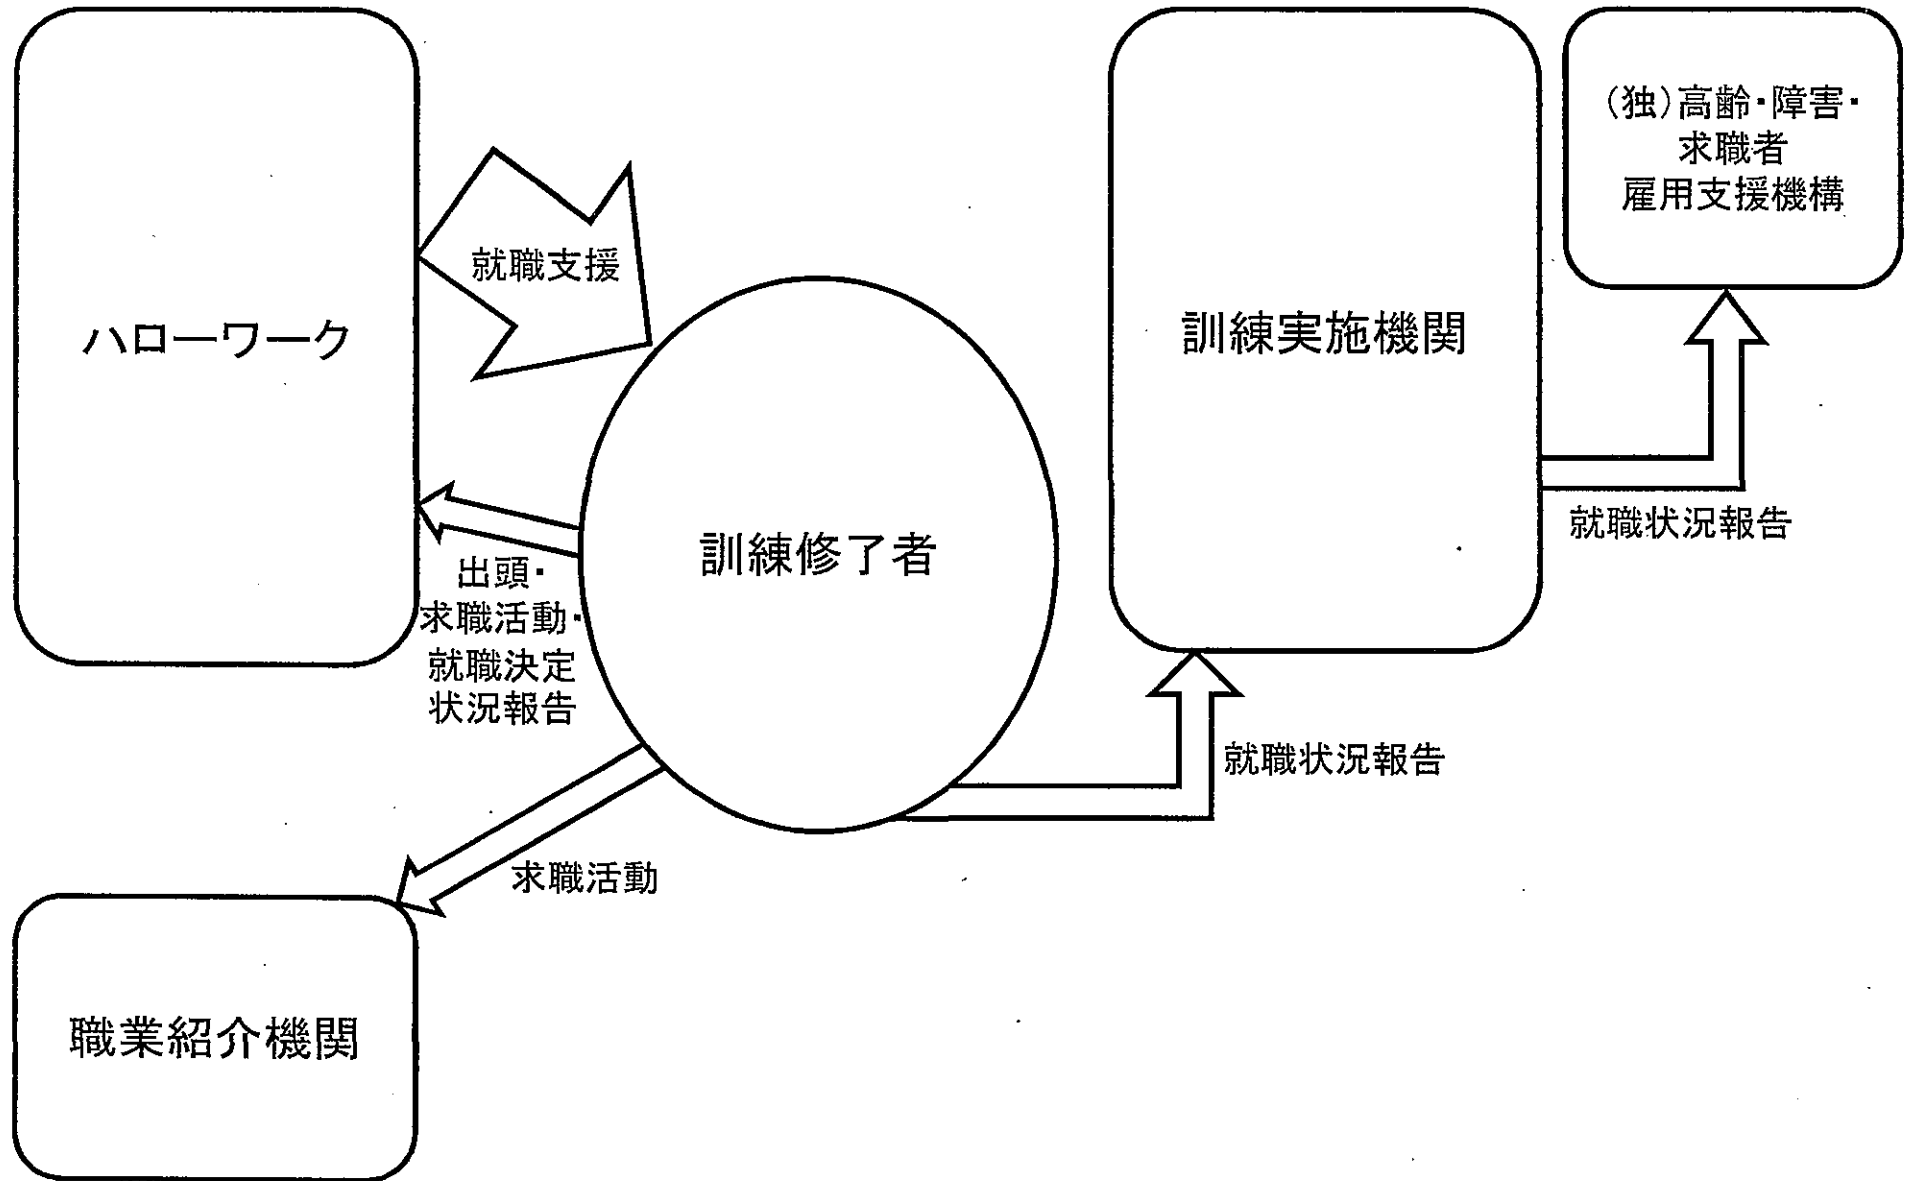 ハローワーク
就職支援
訓練実施機関
(独)高齢・障害・
求職者
雇用支援機構
就職状況報告
訓練修了者
出頭・
求職活動・
就職決定
状況報告
就職状況報告
求職活動
職業紹介機関